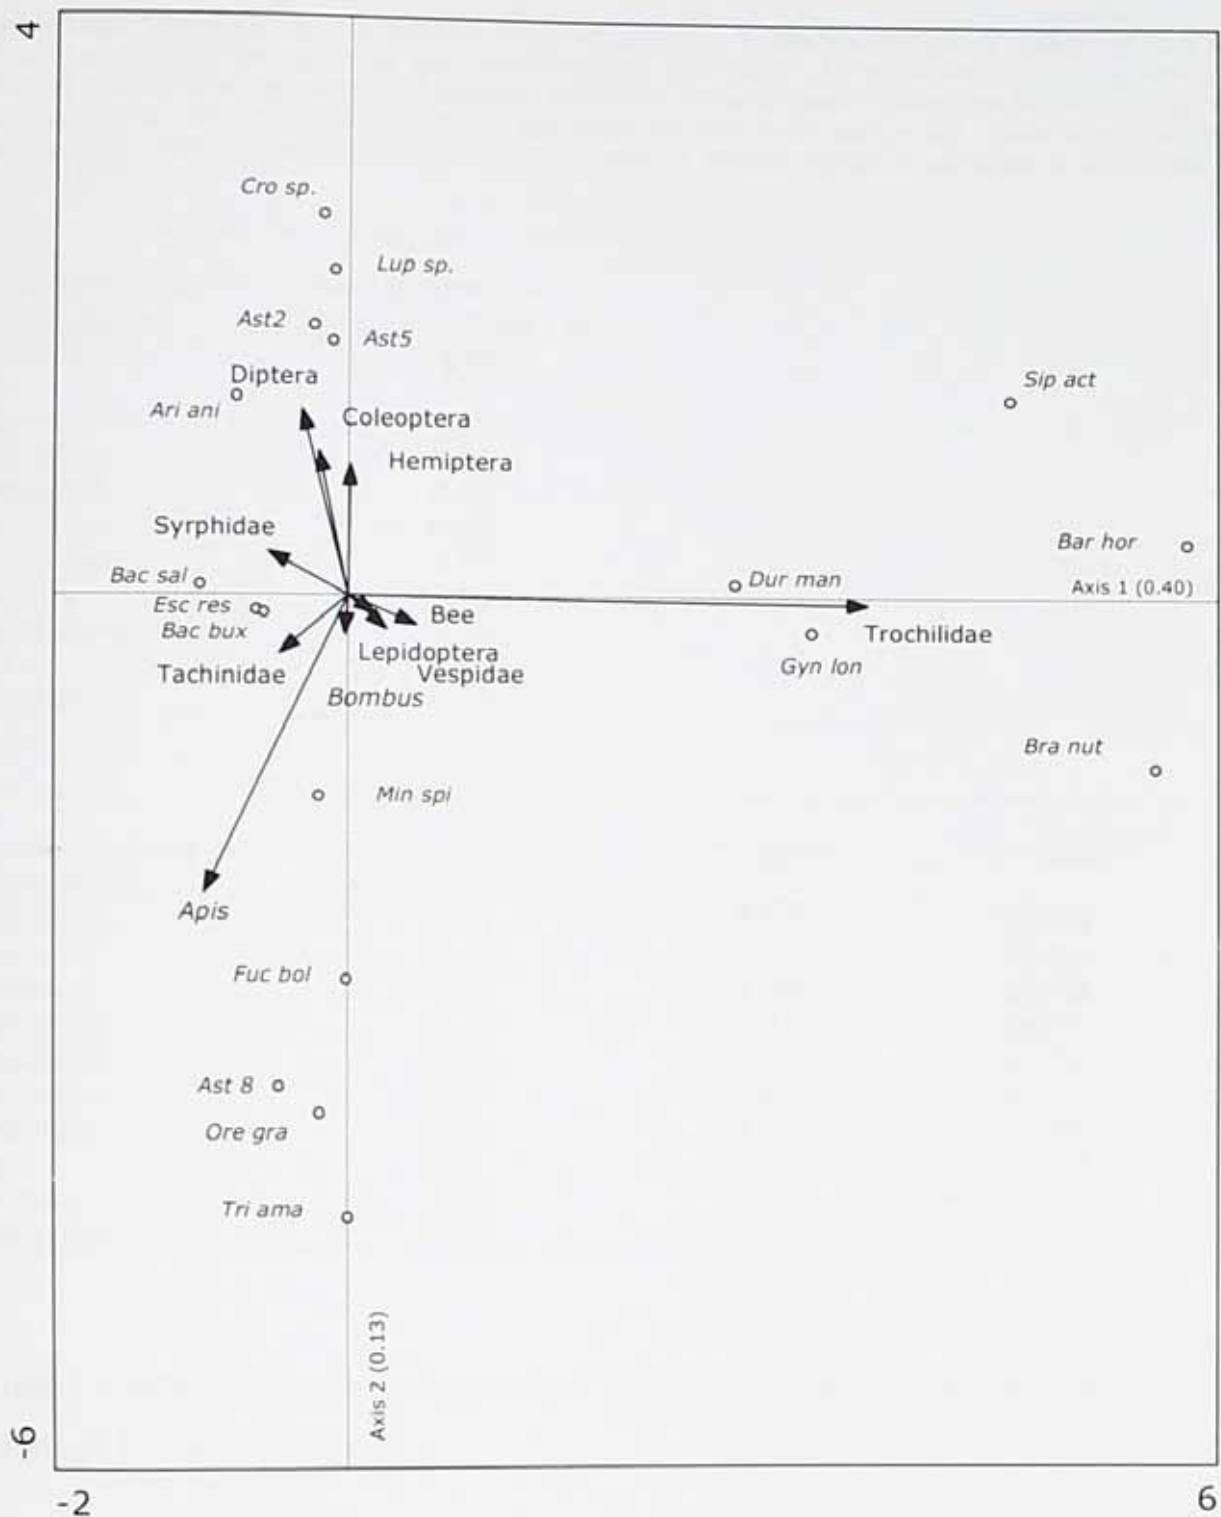 4
Cro sp.
Lup sp.
Ast2
Ast5
Diptera
Sip act
Ari ani
Coleoptera
Hemiptera
Syrphidae
Bar hor
Bac sal
Dur man
Axis 1 (0.40)
Esc res
Bee
Bac bux
Trochilidae
Lepidoptera
Gyn lon
Tachinidae
Vespidae
Bombus
Bra nut
Min spi
Apis
Fuc bol
Ast 8
Ore gra
Tri ama
Axis 2 (0.13)
-6
-2
6